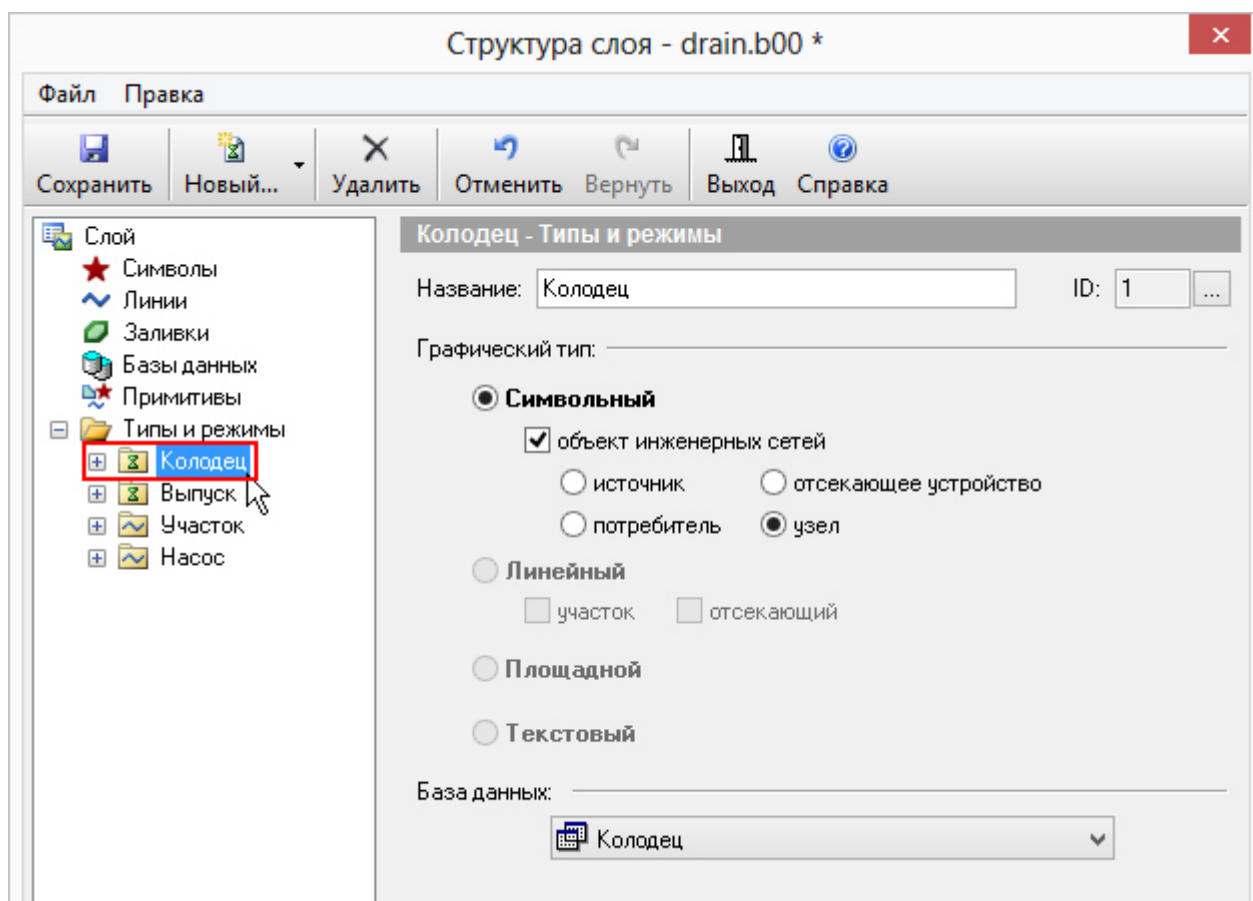 Структура слоя - drain.b00 *
Файл Правка
Сохранить Новый... Удалить Отменить Вернуть Выход Справка
Слой
Символы
Линии
Заливки
Базы данных
Примитивы
Типы и режимы
Колодец
Выпуск
Участок
Насос
Колодец - Типы и режимы
Название: Колодец ID: 1 ...
Графический тип:
Символьный
объект инженерных сетей
источник отсекающее устройство
потребитель узел
Линейный
участок отсекающий
Площадной
Текстовый
База данных:
Колодец